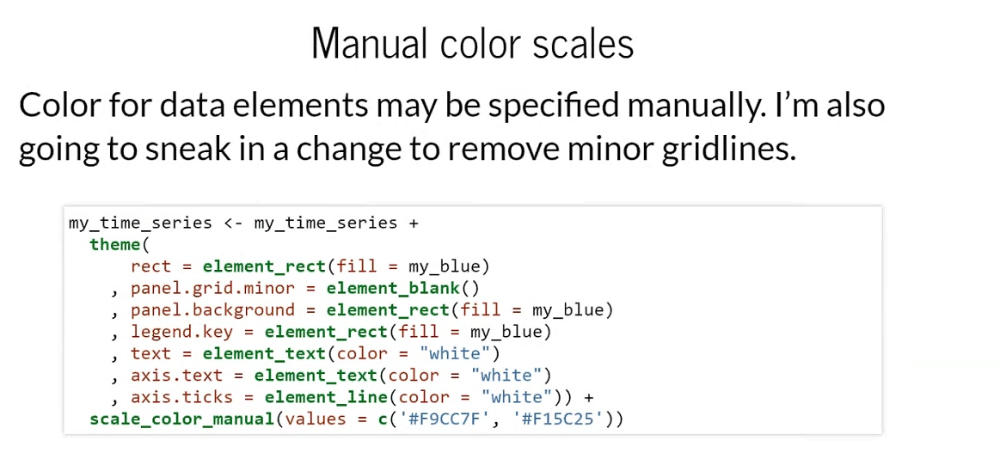 Manual color scales
Color for data elements may be specified manually. I’m also
going to sneak in a change to remove minor gridlines.
my_time_series <- my_time_series +
  theme(
      rect = element_rect(fill = my_blue)
    , panel.grid.minor = element_blank()
    , panel.background = element_rect(fill = my_blue)
    , legend.key = element_rect(fill = my_blue)
    , text = element_text(color = "white")
    , axis.text = element_text(color = "white")
    , axis.ticks = element_line(color = "white")) +
  scale_color_manual(values = c('#F9CC7F', '#F15C25'))